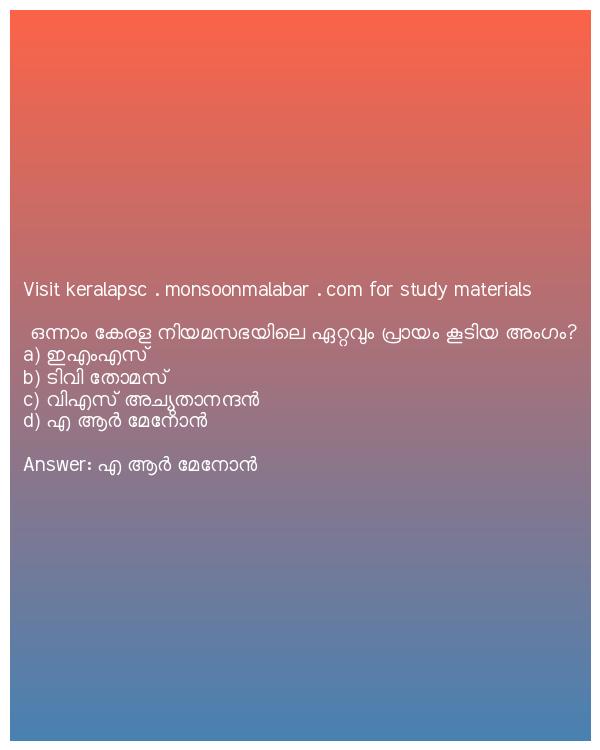 Visit keralapsc . monsoonmalabar . com for study materials
ഒന്നാം കേരള നിയമസഭയിലെ ഏറ്റവും പ്രായം കൂടിയ അംഗം?
a) ഇഎംഎസ്
b) ടിവി തോമസ്
c) വിഎസ് അച്യുതാനന്ദൻ
d) എ ആർ മേനോൻ
Answer: എ ആർ മേനോൻ